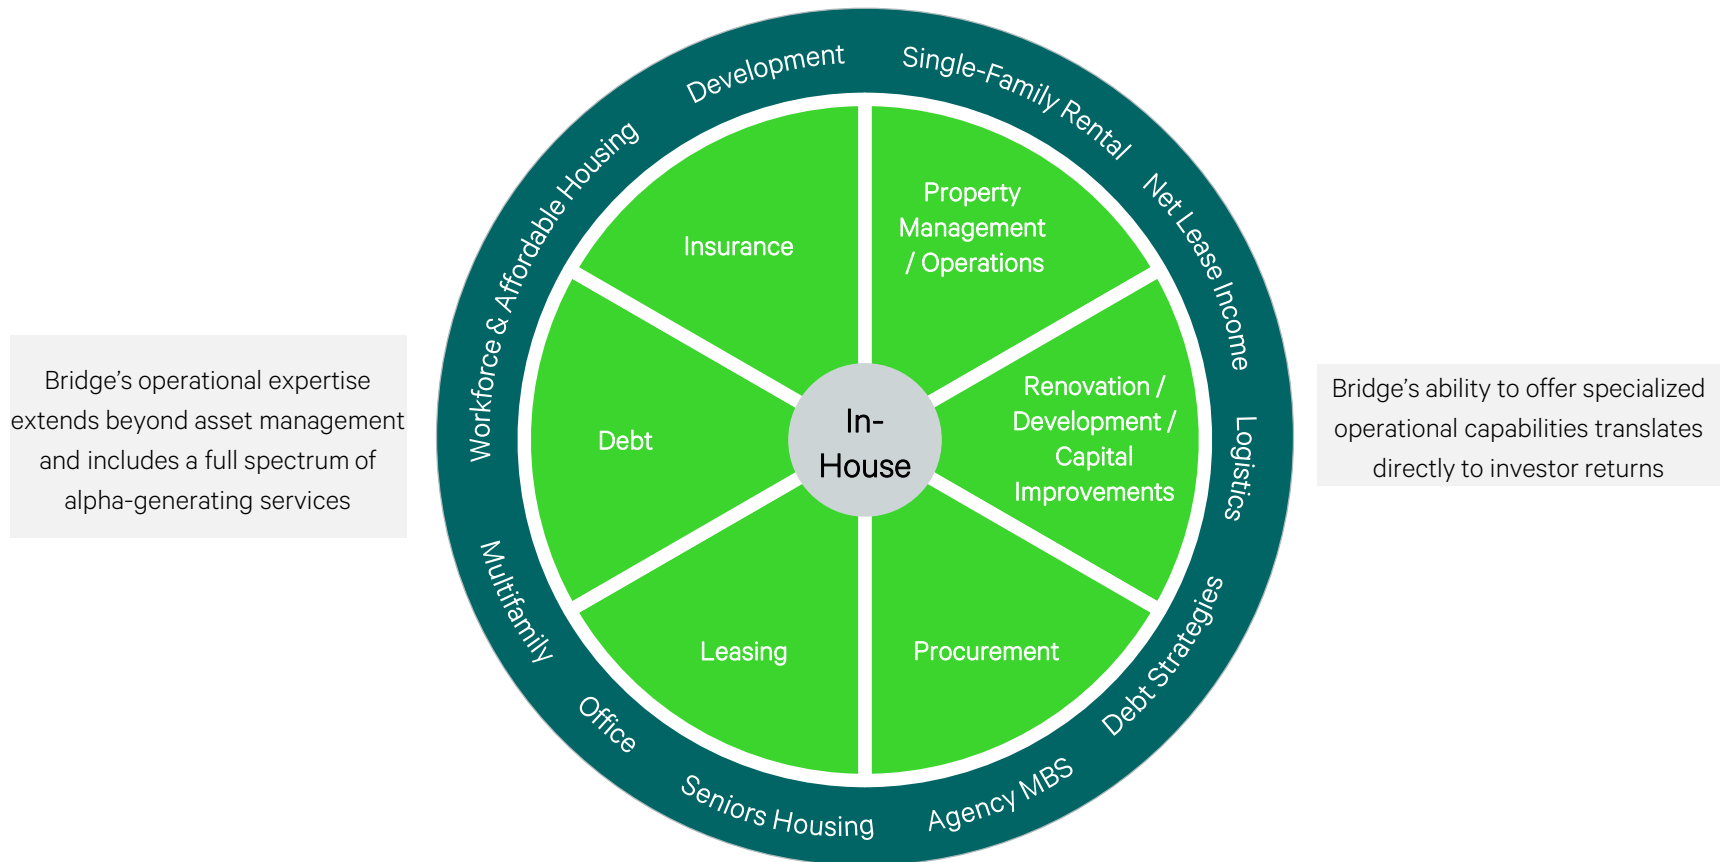 Development
Single-Family Rental
Net Lease Income
Logistics
Debt Strategies
Agency MBS
Seniors Housing
Office
Multifamily
Workforce & Affordable Housing
Insurance
Property
Management
/ Operations
Renovation /
Development /
Capital
Improvements
Procurement
Leasing
Debt
In-
House
Bridge’s operational expertise
extends beyond asset management
and includes a full spectrum of
alpha-generating services
Bridge’s ability to offer specialized
operational capabilities translates
directly to investor returns